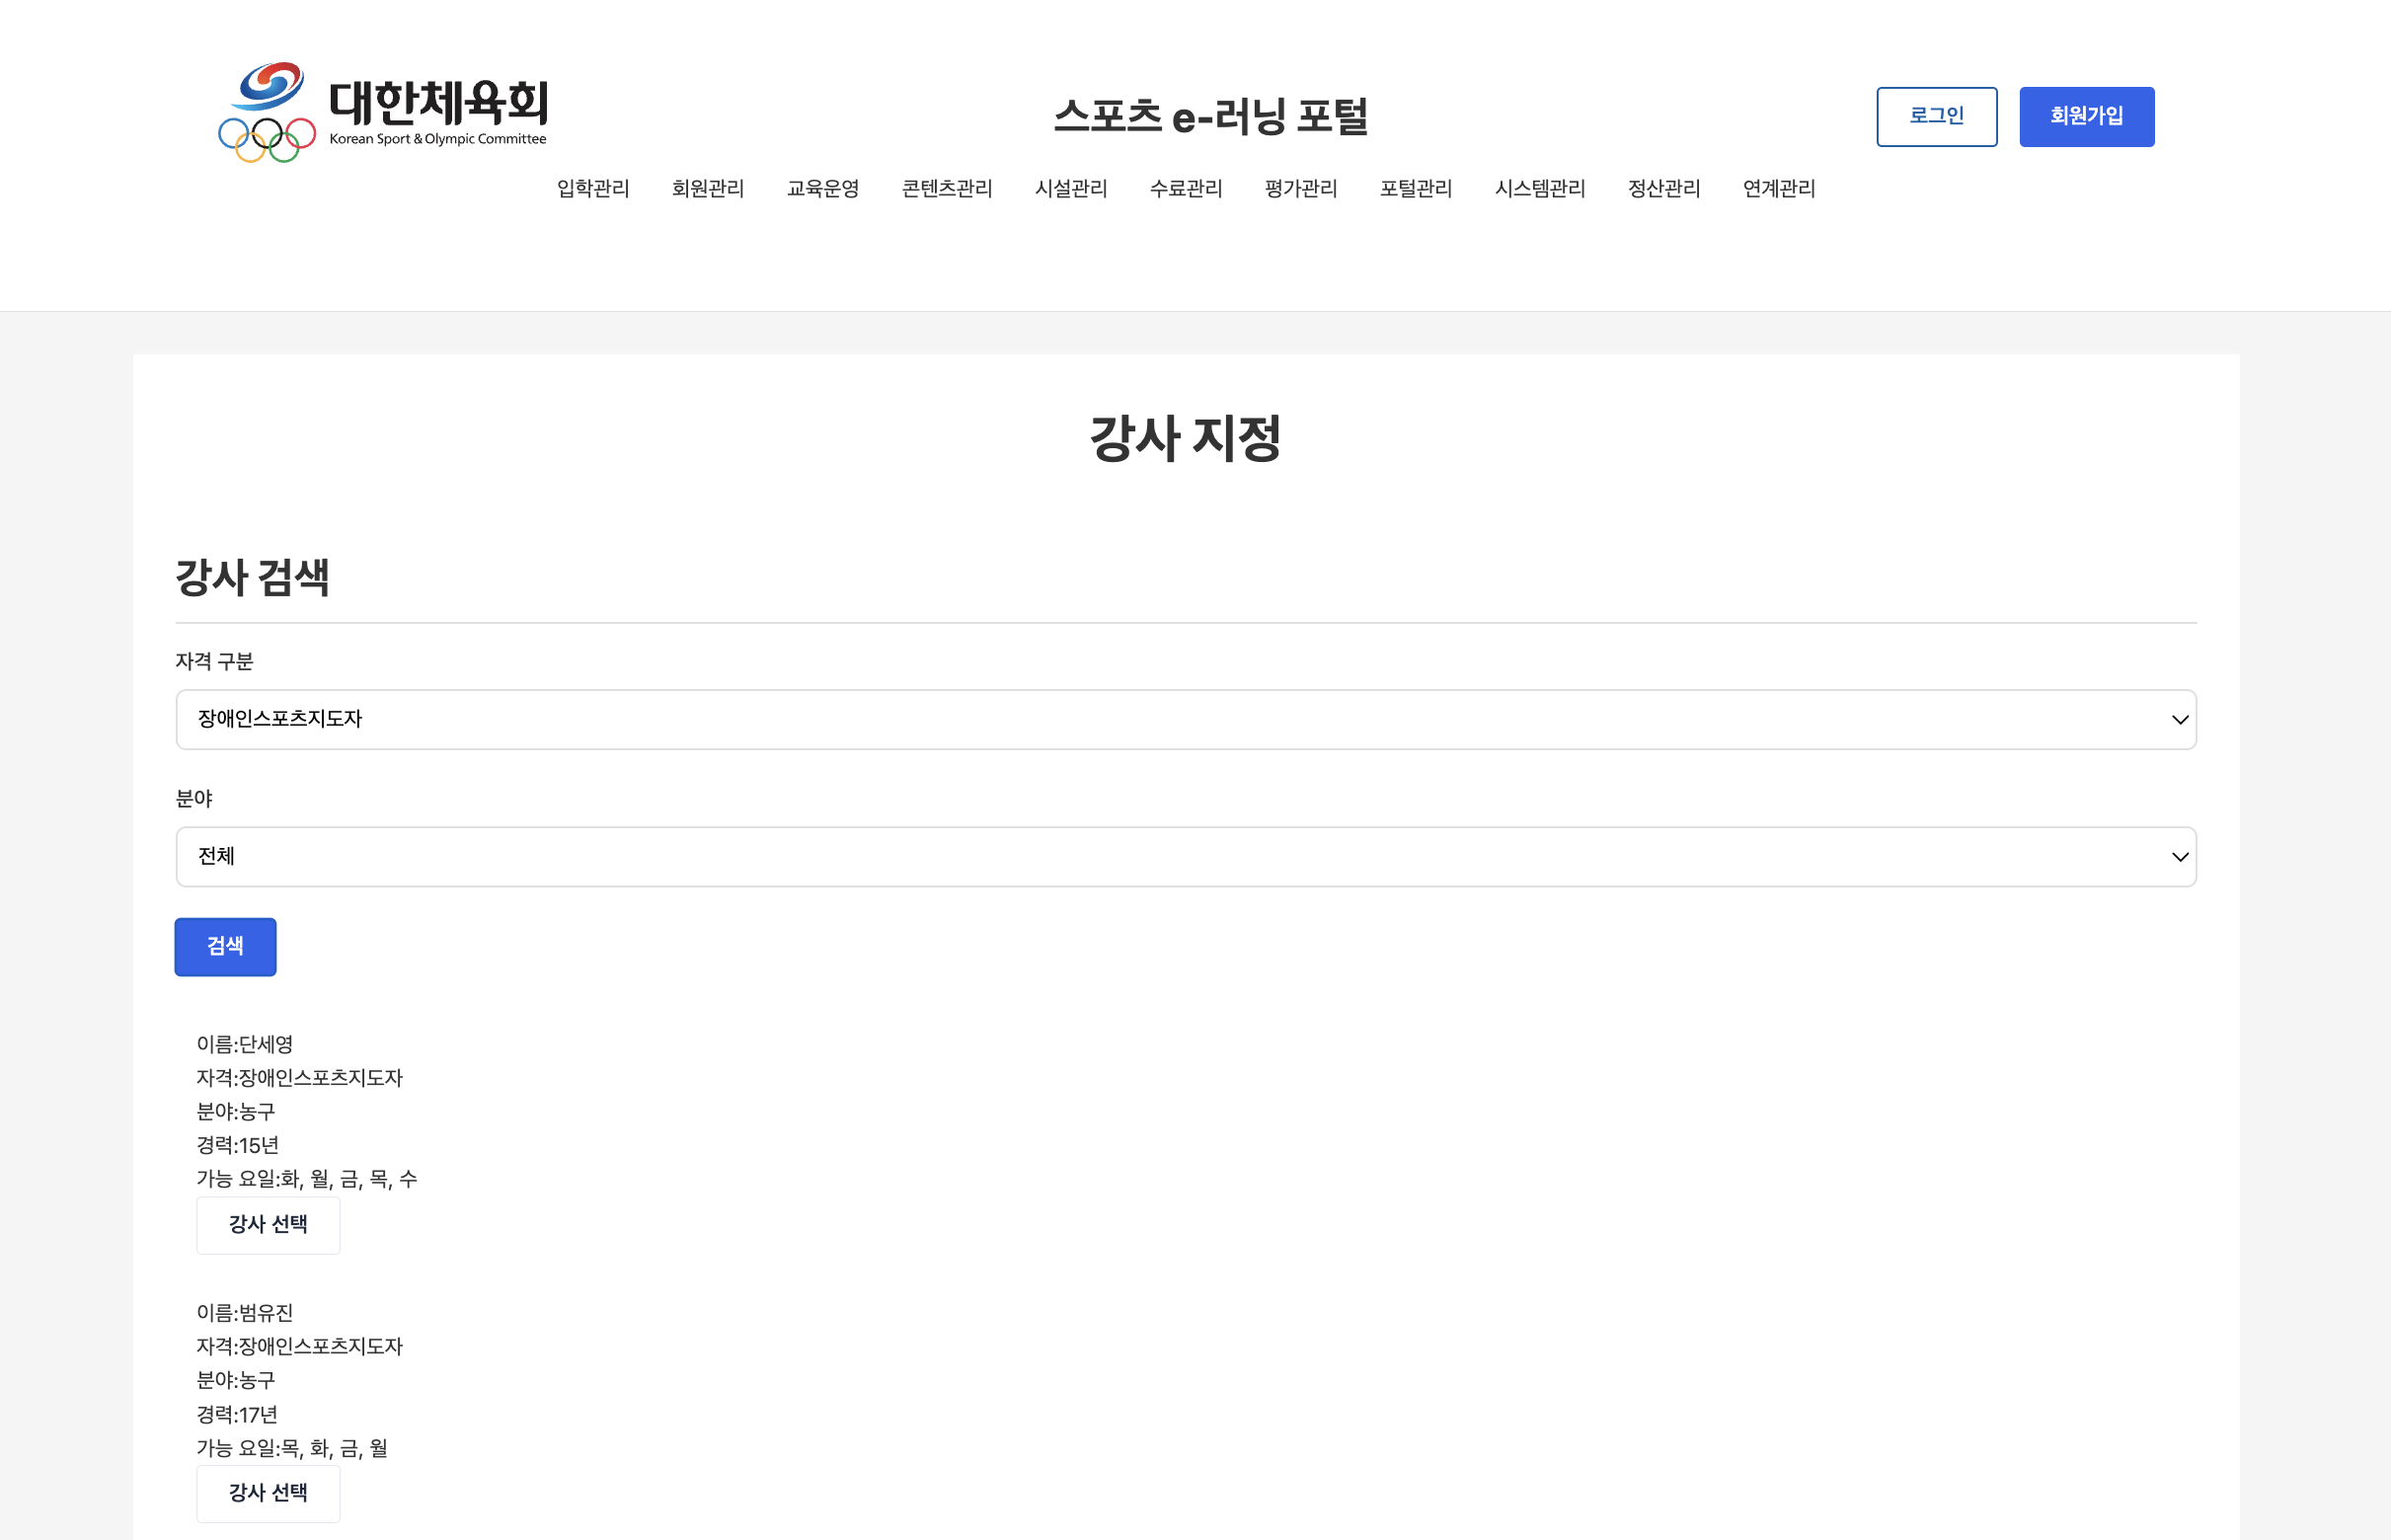 대한체육회
Korean Sport & Olympic Committee
스포츠 e-러닝 포털
로그인
회원가입
입학관리 회원관리 교육운영 콘텐츠관리 시설관리 수료관리 평가관리 포털관리 시스템관리 정산관리 연계관리
강사 지정
강사 검색
자격 구분
장애인스포츠지도자
분야
전체
검색
이름:단세영
자격:장애인스포츠지도자
분야:농구
경력:15년
가능 요일:화, 월, 금, 목, 수
강사 선택
이름:범유진
자격:장애인스포츠지도자
분야:농구
경력:17년
가능 요일:목, 화, 금, 월
강사 선택